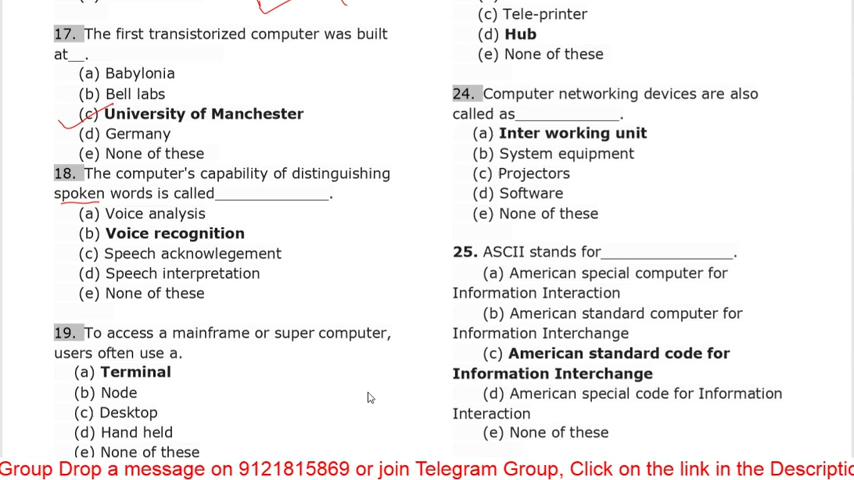 17. The first transistorized computer was built
at__.
(a) Babylonia
(b) Bell labs
(c) University of Manchester
(d) Germany
(e) None of these
18. The computer's capability of distinguishing
spoken words is called______________.
(a) Voice analysis
(b) Voice recognition
(c) Speech acknowlegement
(d) Speech interpretation
(e) None of these
19. To access a mainframe or super computer,
users often use a.
(a) Terminal
(b) Node
(c) Desktop
(d) Hand held
(e) None of these
(c) Tele-printer
(d) Hub
(e) None of these
24. Computer networking devices are also
called as_____________.
(a) Inter working unit
(b) System equipment
(c) Projectors
(d) Software
(e) None of these
25. ASCII stands for________________.
(a) American special computer for
Information Interaction
(b) American standard computer for
Information Interchange
(c) American standard code for
Information Interchange
(d) American special code for Information
Interaction
(e) None of these
Group Drop a message on 9121815869 or join Telegram Group, Click on the link in the Descriptio